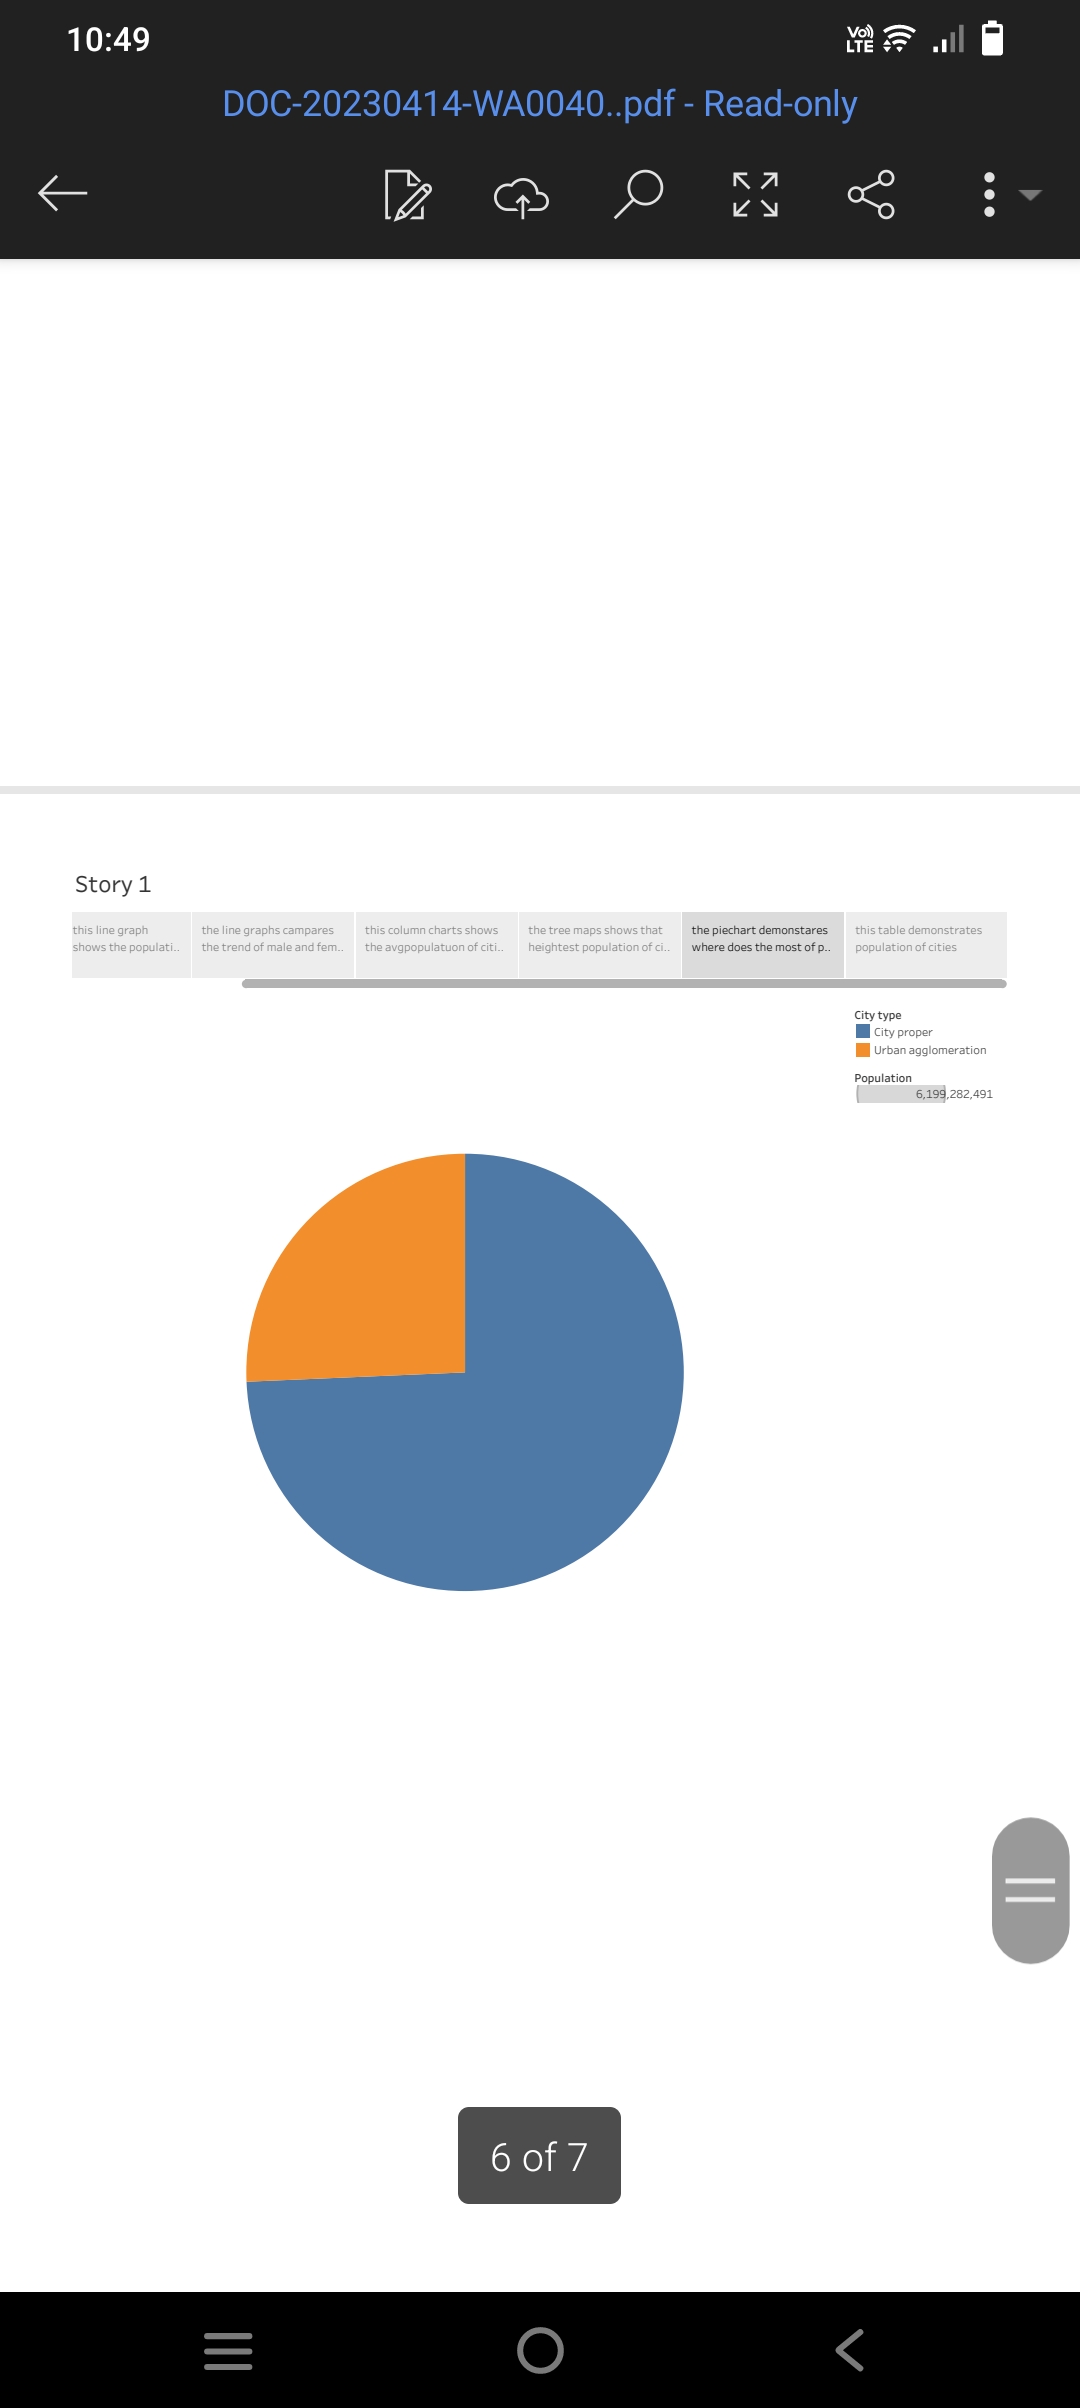 10:49
Vo)) LTE
DOC-20230414-WA0040..pdf - Read-only
Story 1
this line graph
shows the populati..
the line graphs campares
the trend of male and fem..
this column charts shows
the avgpopulatuon of citi..
the tree maps shows that
heightest population of ci..
the piechart demonstares
where does the most of p..
this table demonstrates
population of cities
City type
City proper
Urban agglomeration
Population
6,199,282,491
6 of 7